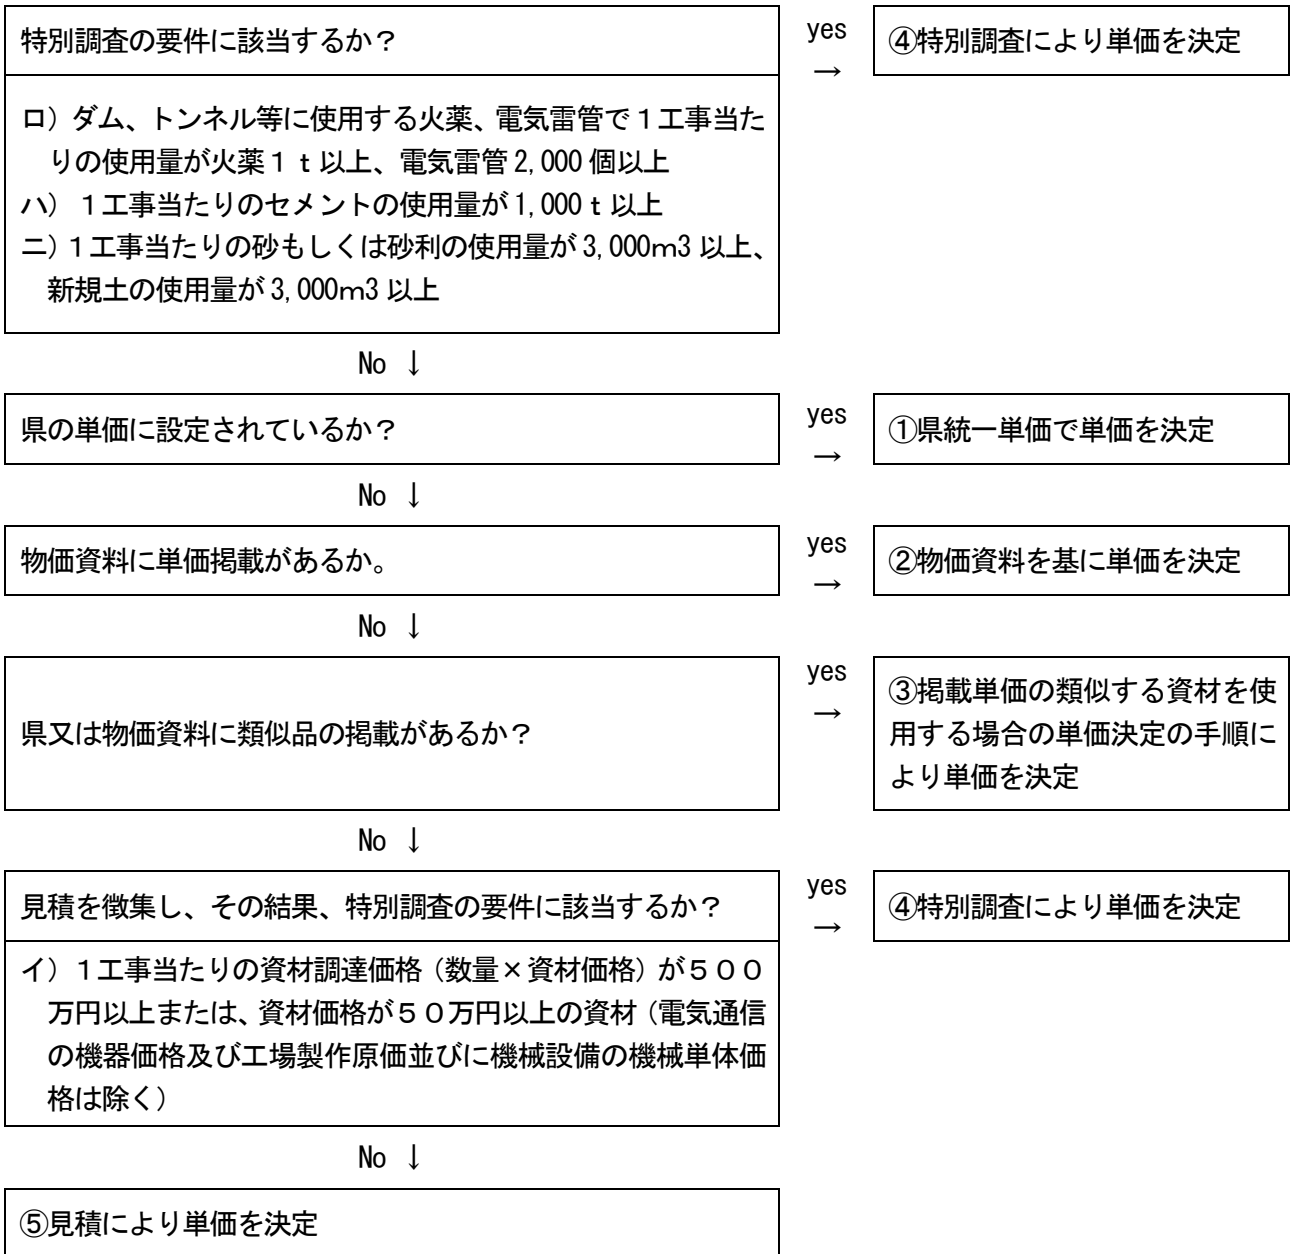 特別調査の要件に該当するか？
yes
→
④特別調査により単価を決定
ロ）ダム、トンネル等に使用する火薬、電気雷管で１工事当た
りの使用量が火薬１ｔ以上、電気雷管 2,000 個以上
ハ）１工事当たりのセメントの使用量が 1,000ｔ以上
ニ）１工事当たりの砂もしくは砂利の使用量が 3,000ｍ3 以上、
新規土の使用量が 3,000ｍ3 以上
No ↓
県の単価に設定されているか？
yes
→
①県統一単価で単価を決定
No ↓
物価資料に単価掲載があるか。
yes
→
②物価資料を基に単価を決定
No ↓
県又は物価資料に類似品の掲載があるか？
yes
→
③掲載単価の類似する資材を使
用する場合の単価決定の手順に
より単価を決定
No ↓
見積を徴集し、その結果、特別調査の要件に該当するか？
yes
→
④特別調査により単価を決定
イ）１工事当たりの資材調達価格（数量×資材価格）が５００
万円以上または、資材価格が５０万円以上の資材（電気通信
の機器価格及び工場製作原価並びに機械設備の機械単体価
格は除く）
No ↓
⑤見積により単価を決定